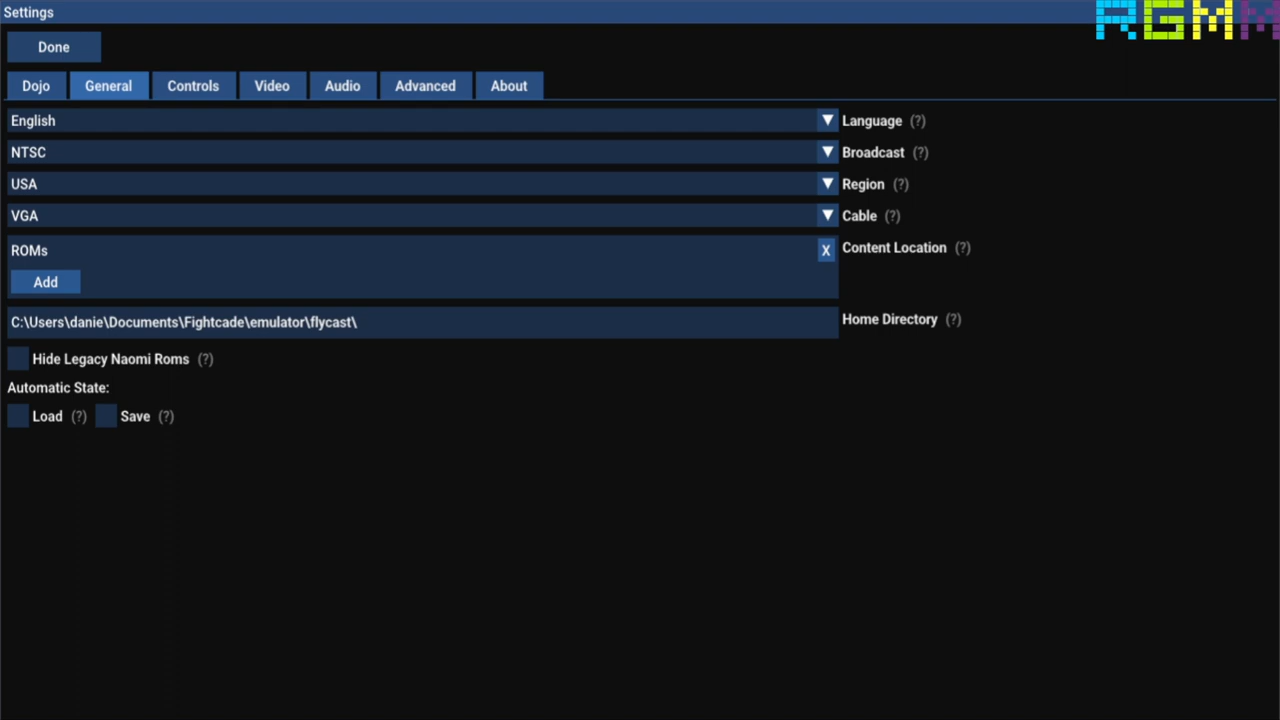 Settings
RGMM
Done
Dojo General Controls Video Audio Advanced About
English Language (?)
NTSC Broadcast (?)
USA Region (?)
VGA Cable (?)
ROMs X Content Location (?)
Add
C:\Users\danie\Documents\Fightcade\emulator\flycast\ Home Directory (?)
Hide Legacy Naomi Roms (?)
Automatic State:
Load (?) Save (?)